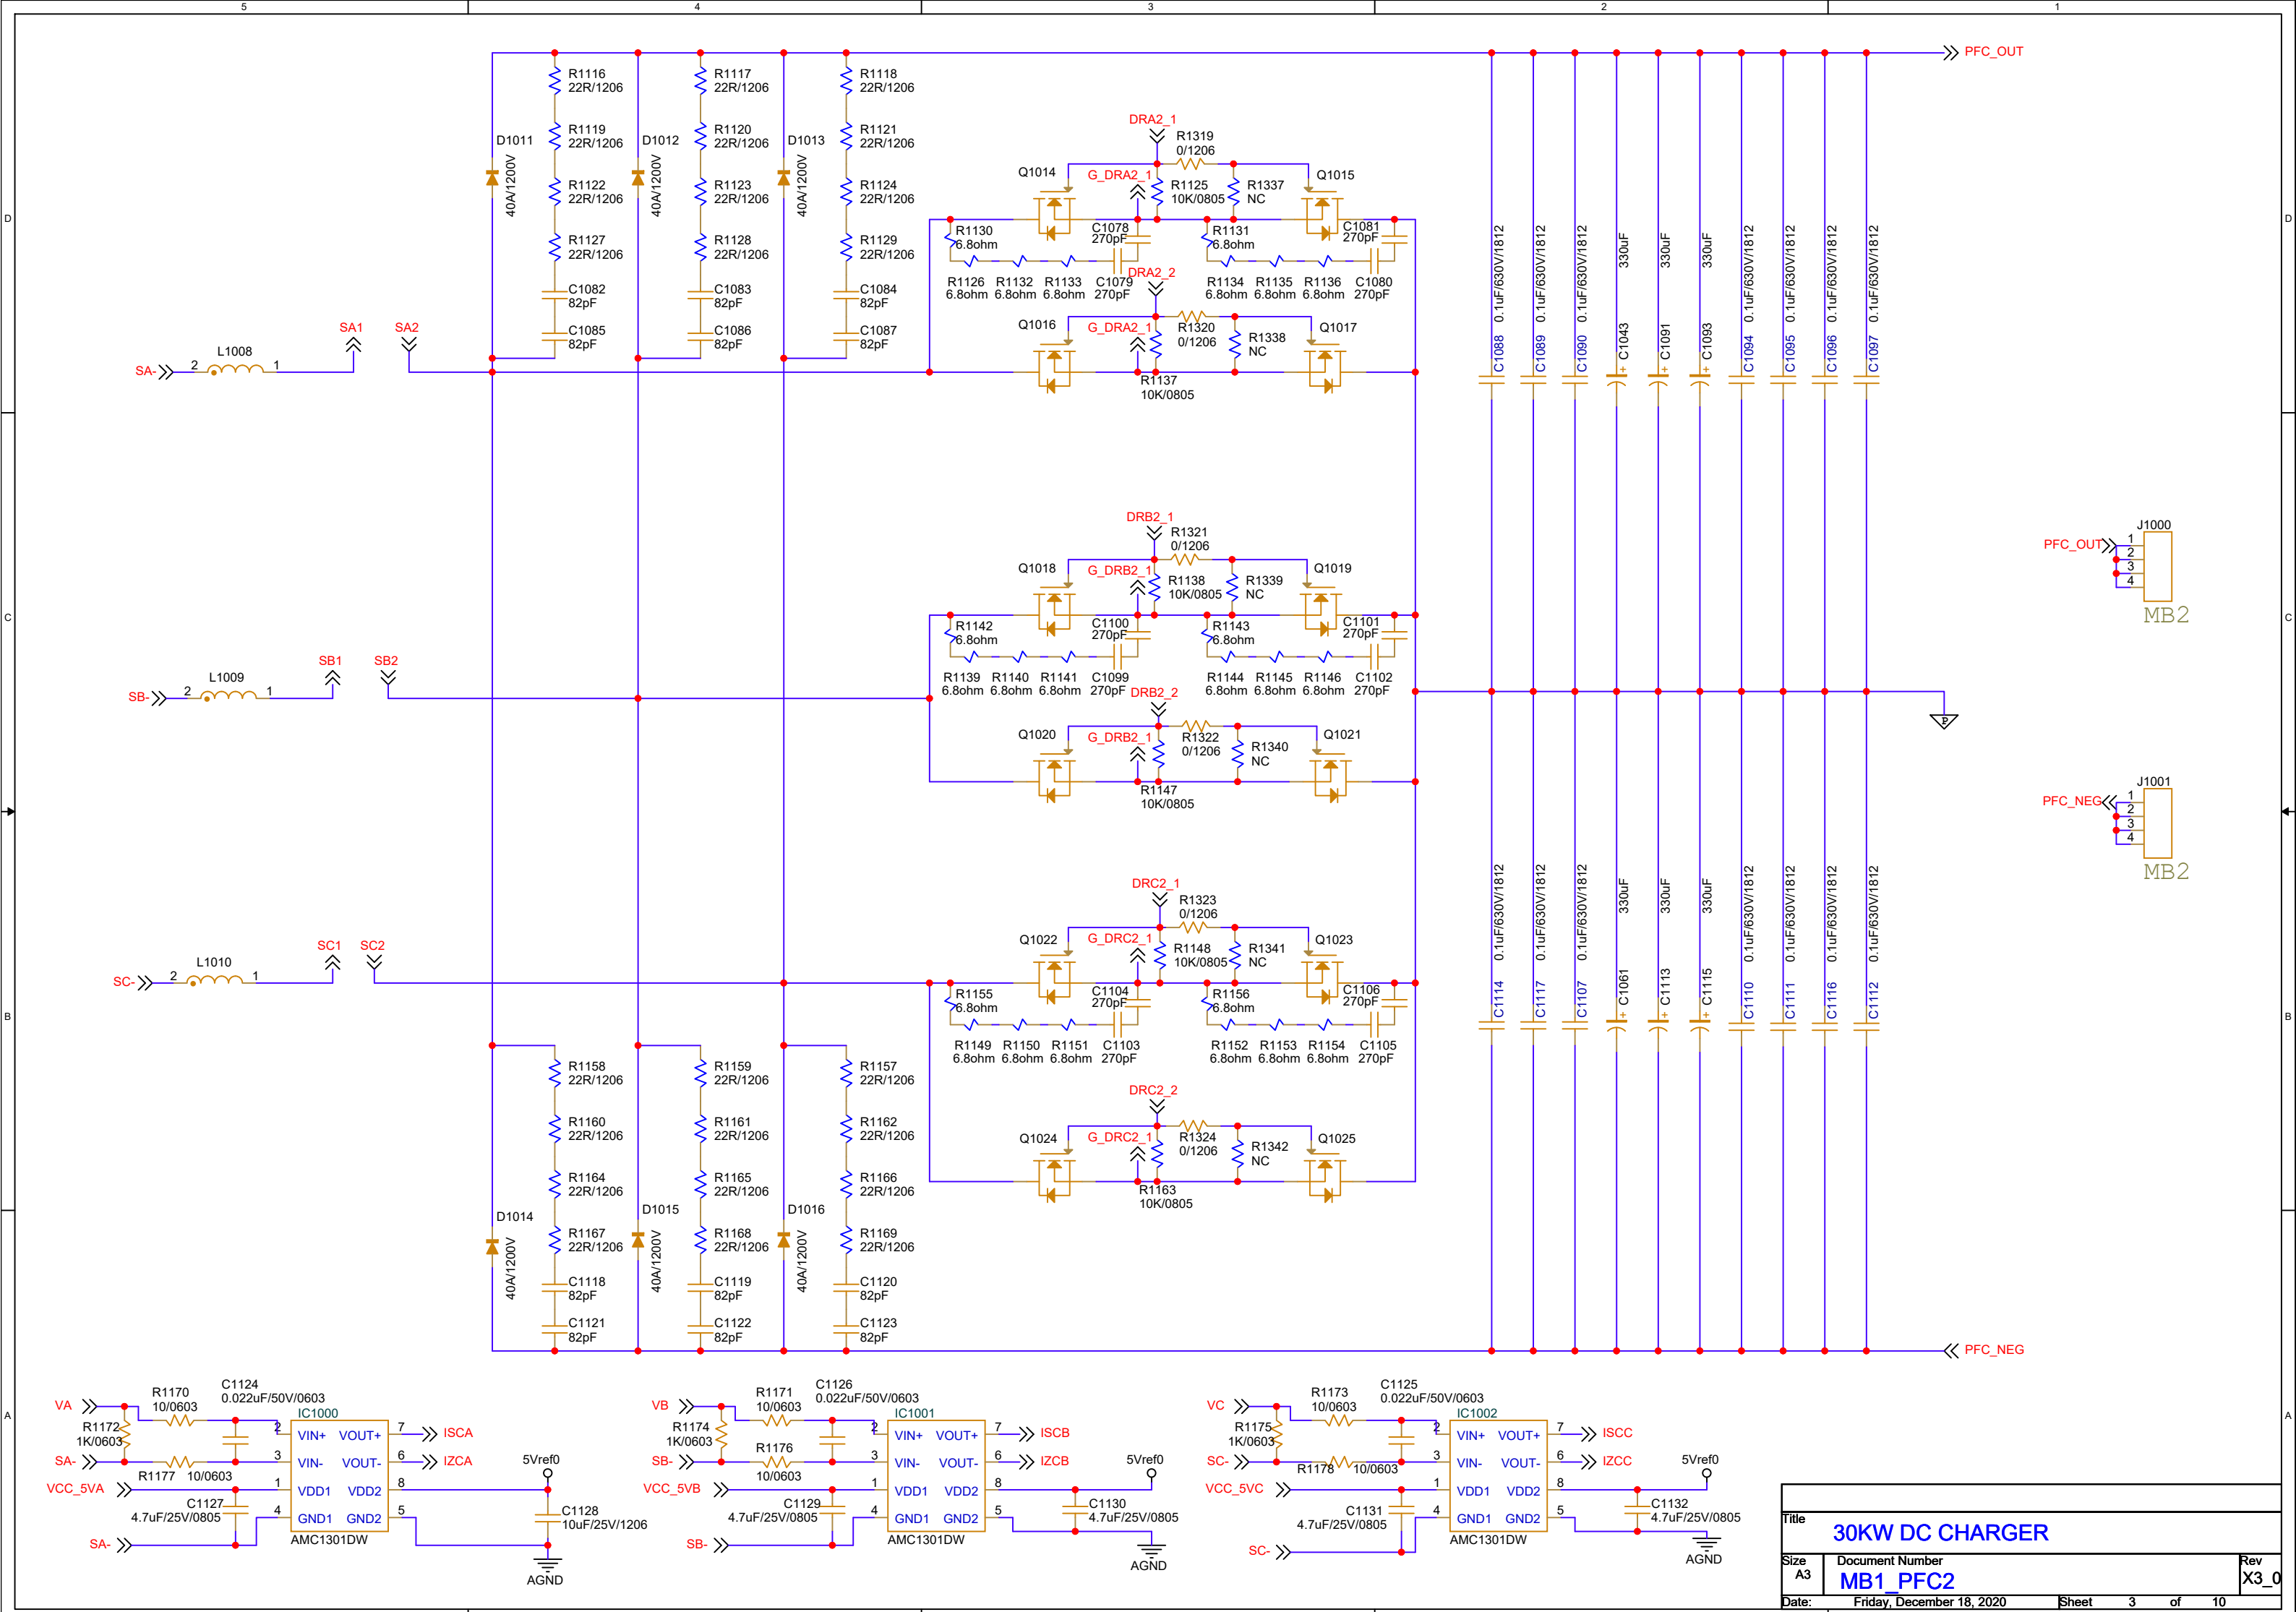 5 4 3 2 1
PFC_OUT
R1116
22R/1206
R1117
22R/1206
R1118
22R/1206
R1119
22R/1206
R1120
22R/1206
R1121
22R/1206
D1011
40A/1200V
D1012
40A/1200V
D1013
40A/1200V
R1122
22R/1206
R1123
22R/1206
R1124
22R/1206
R1127
22R/1206
R1128
22R/1206
R1129
22R/1206
C1082
82pF
C1083
82pF
C1084
82pF
C1085
82pF
C1086
82pF
C1087
82pF
DRA2_1
R1319
0/1206
Q1014
G_DRA2_1
R1125
10K/0805
R1337
NC
Q1015
R1130
6.8ohm
C1078
270pF
R1131
6.8ohm
C1081
270pF
R1126 R1132 R1133 C1079
6.8ohm 6.8ohm 6.8ohm 270pF
R1134 R1135 R1136 C1080
6.8ohm 6.8ohm 6.8ohm 270pF
DRA2_2
Q1016
G_DRA2_1
R1320
0/1206
R1338
NC
Q1017
R1137
10K/0805
SA-
2 L1008 1
SA1
SA2
D D
C1088 0.1uF/630V/1812
C1089 0.1uF/630V/1812
C1090 0.1uF/630V/1812
C1043 330uF
+
C1091 330uF
+
C1093 330uF
+
C1094 0.1uF/630V/1812
C1095 0.1uF/630V/1812
C1096 0.1uF/630V/1812
C1097 0.1uF/630V/1812
DRB2_1
R1321
0/1206
Q1018
G_DRB2_1
R1138
10K/0805
R1339
NC
Q1019
R1142
6.8ohm
C1100
270pF
R1143
6.8ohm
C1101
270pF
R1139 R1140 R1141 C1099
6.8ohm 6.8ohm 6.8ohm 270pF
R1144 R1145 R1146 C1102
6.8ohm 6.8ohm 6.8ohm 270pF
DRB2_2
Q1020
G_DRB2_1
R1322
0/1206
R1340
NC
Q1021
R1147
10K/0805
SB-
2 L1009 1
SB1
SB2
C C
P
J1000
PFC_OUT
1
2
3
4
MB2
J1001
PFC_NEG
1
2
3
4
MB2
DRC2_1
R1323
0/1206
Q1022
G_DRC2_1
R1148
10K/0805
R1341
NC
Q1023
R1155
6.8ohm
C1104
270pF
R1156
6.8ohm
C1106
270pF
R1149 R1150 R1151 C1103
6.8ohm 6.8ohm 6.8ohm 270pF
R1152 R1153 R1154 C1105
6.8ohm 6.8ohm 6.8ohm 270pF
DRC2_2
Q1024
G_DRC2_1
R1324
0/1206
R1342
NC
Q1025
R1163
10K/0805
SC-
2 L1010 1
SC1
SC2
B B
C1114 0.1uF/630V/1812
C1117 0.1uF/630V/1812
C1107 0.1uF/630V/1812
C1061 330uF
+
C1113 330uF
+
C1115 330uF
+
C1110 0.1uF/630V/1812
C1111 0.1uF/630V/1812
C1116 0.1uF/630V/1812
C1112 0.1uF/630V/1812
R1158
22R/1206
R1159
22R/1206
R1157
22R/1206
R1160
22R/1206
R1161
22R/1206
R1162
22R/1206
R1164
22R/1206
R1165
22R/1206
R1166
22R/1206
D1014
40A/1200V
D1015
40A/1200V
D1016
40A/1200V
R1167
22R/1206
R1168
22R/1206
R1169
22R/1206
C1118
82pF
C1119
82pF
C1120
82pF
C1121
82pF
C1122
82pF
C1123
82pF
PFC_NEG
A A
VA
R1170
10/0603
C1124
0.022uF/50V/0603
R1172
1K/0603
SA-
R1177 10/0603
VCC_5VA
C1127
4.7uF/25V/0805
SA-
IC1000
2 VIN+ VOUT+ 7 ISCA
3 VIN- VOUT- 6 IZCA
1 VDD1 VDD2 8
4 GND1 GND2 5
AMC1301DW
5Vref0
C1128
10uF/25V/1206
AGND
VB
R1171
10/0603
C1126
0.022uF/50V/0603
R1174
1K/0603
R1176
10/0603
SB-
VCC_5VB
C1129
4.7uF/25V/0805
SB-
IC1001
2 VIN+ VOUT+ 7 ISCB
3 VIN- VOUT- 6 IZCB
1 VDD1 VDD2 8
4 GND1 GND2 5
AMC1301DW
5Vref0
C1130
4.7uF/25V/0805
AGND
VC
R1173
10/0603
C1125
0.022uF/50V/0603
R1175
1K/0603
SC-
R1178 10/0603
VCC_5VC
C1131
4.7uF/25V/0805
SC-
IC1002
2 VIN+ VOUT+ 7 ISCC
3 VIN- VOUT- 6 IZCC
1 VDD1 VDD2 8
4 GND1 GND2 5
AMC1301DW
5Vref0
C1132
4.7uF/25V/0805
AGND
Title
30KW DC CHARGER
Size Document Number Rev
A3 MB1_PFC2 X3_0
Date: Friday, December 18, 2020 Sheet 3 of 10